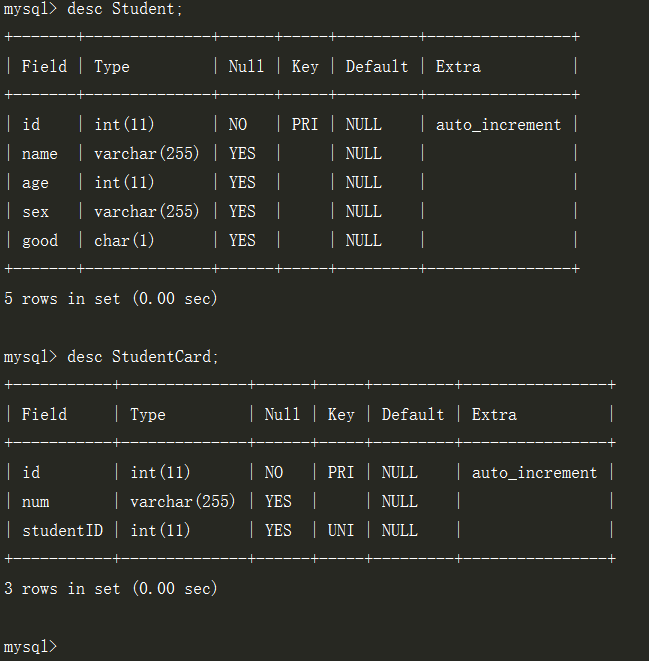 mysql> desc Student;
+-------+--------------+------+-----+---------+----------------+
| Field | Type         | Null | Key | Default | Extra          |
+-------+--------------+------+-----+---------+----------------+
| id    | int(11)      | NO   | PRI | NULL    | auto_increment |
| name  | varchar(255) | YES  |     | NULL    |                |
| age   | int(11)      | YES  |     | NULL    |                |
| sex   | varchar(255) | YES  |     | NULL    |                |
| good  | char(1)      | YES  |     | NULL    |                |
+-------+--------------+------+-----+---------+----------------+
5 rows in set (0.00 sec)

mysql> desc StudentCard;
+-----------+--------------+------+-----+---------+----------------+
| Field     | Type         | Null | Key | Default | Extra          |
+-----------+--------------+------+-----+---------+----------------+
| id        | int(11)      | NO   | PRI | NULL    | auto_increment |
| num       | varchar(255) | YES  |     | NULL    |                |
| studentID | int(11)      | YES  | UNI | NULL    |                |
+-----------+--------------+------+-----+---------+----------------+
3 rows in set (0.00 sec)

mysql>